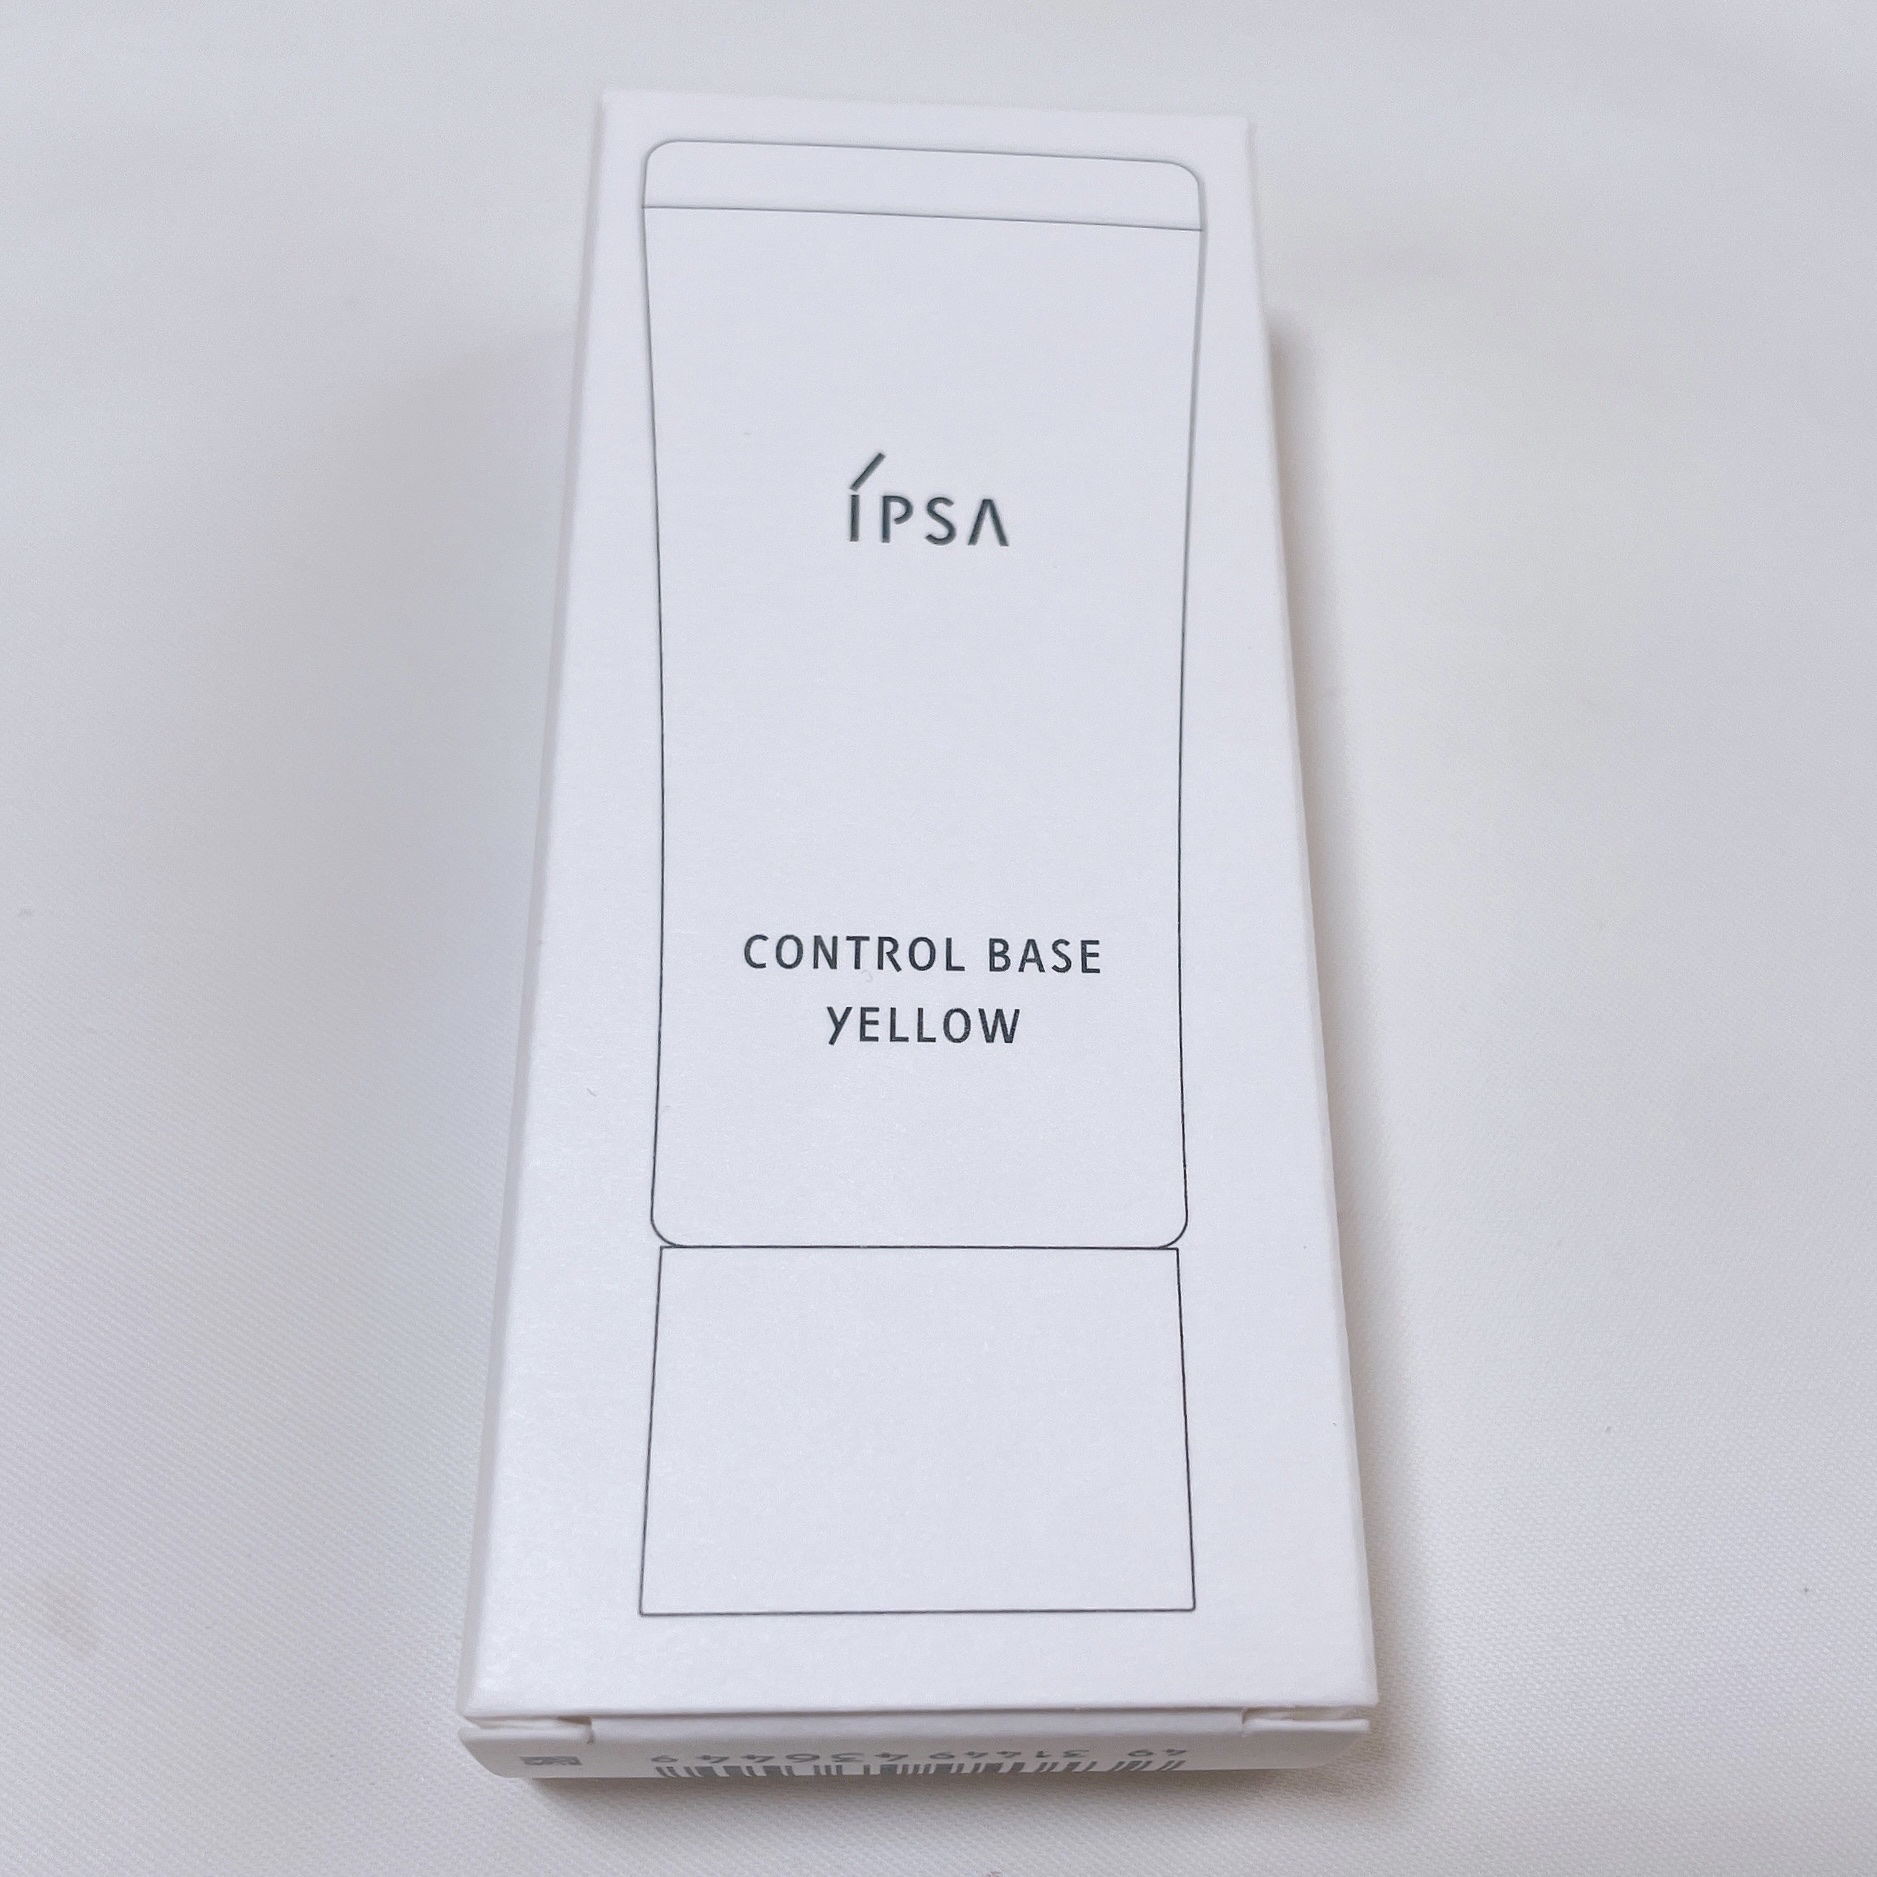 ÍPSA
CONTROL BASE
YELLOW